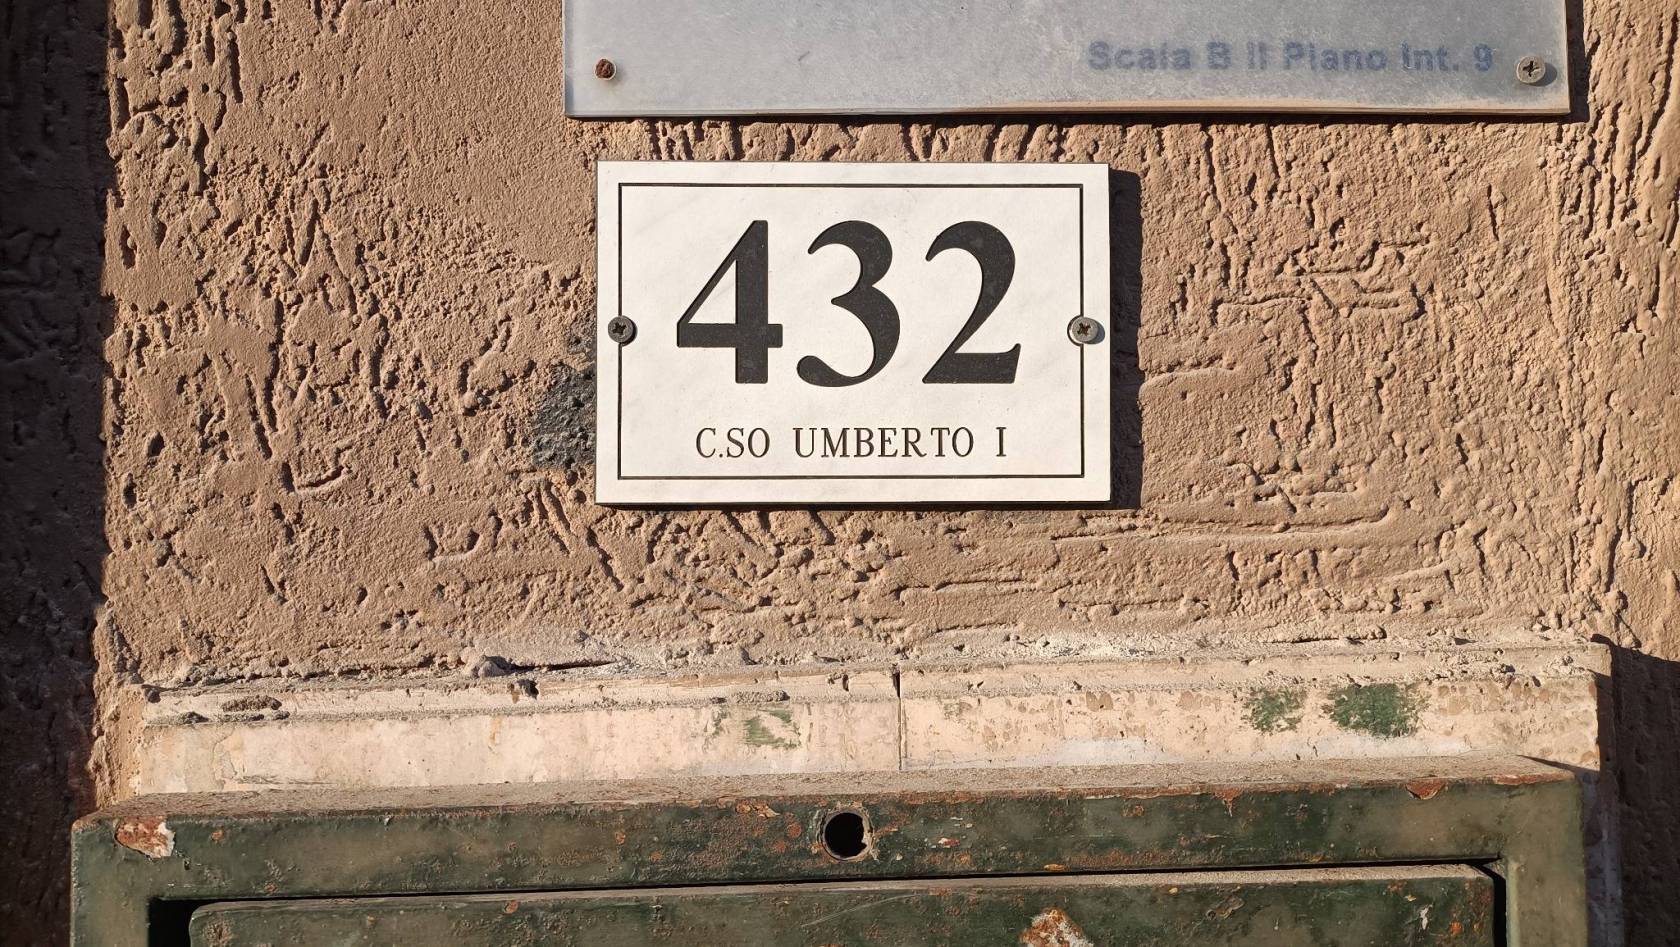 Scala B II Piano Int. 9
432
C.SO UMBERTO I